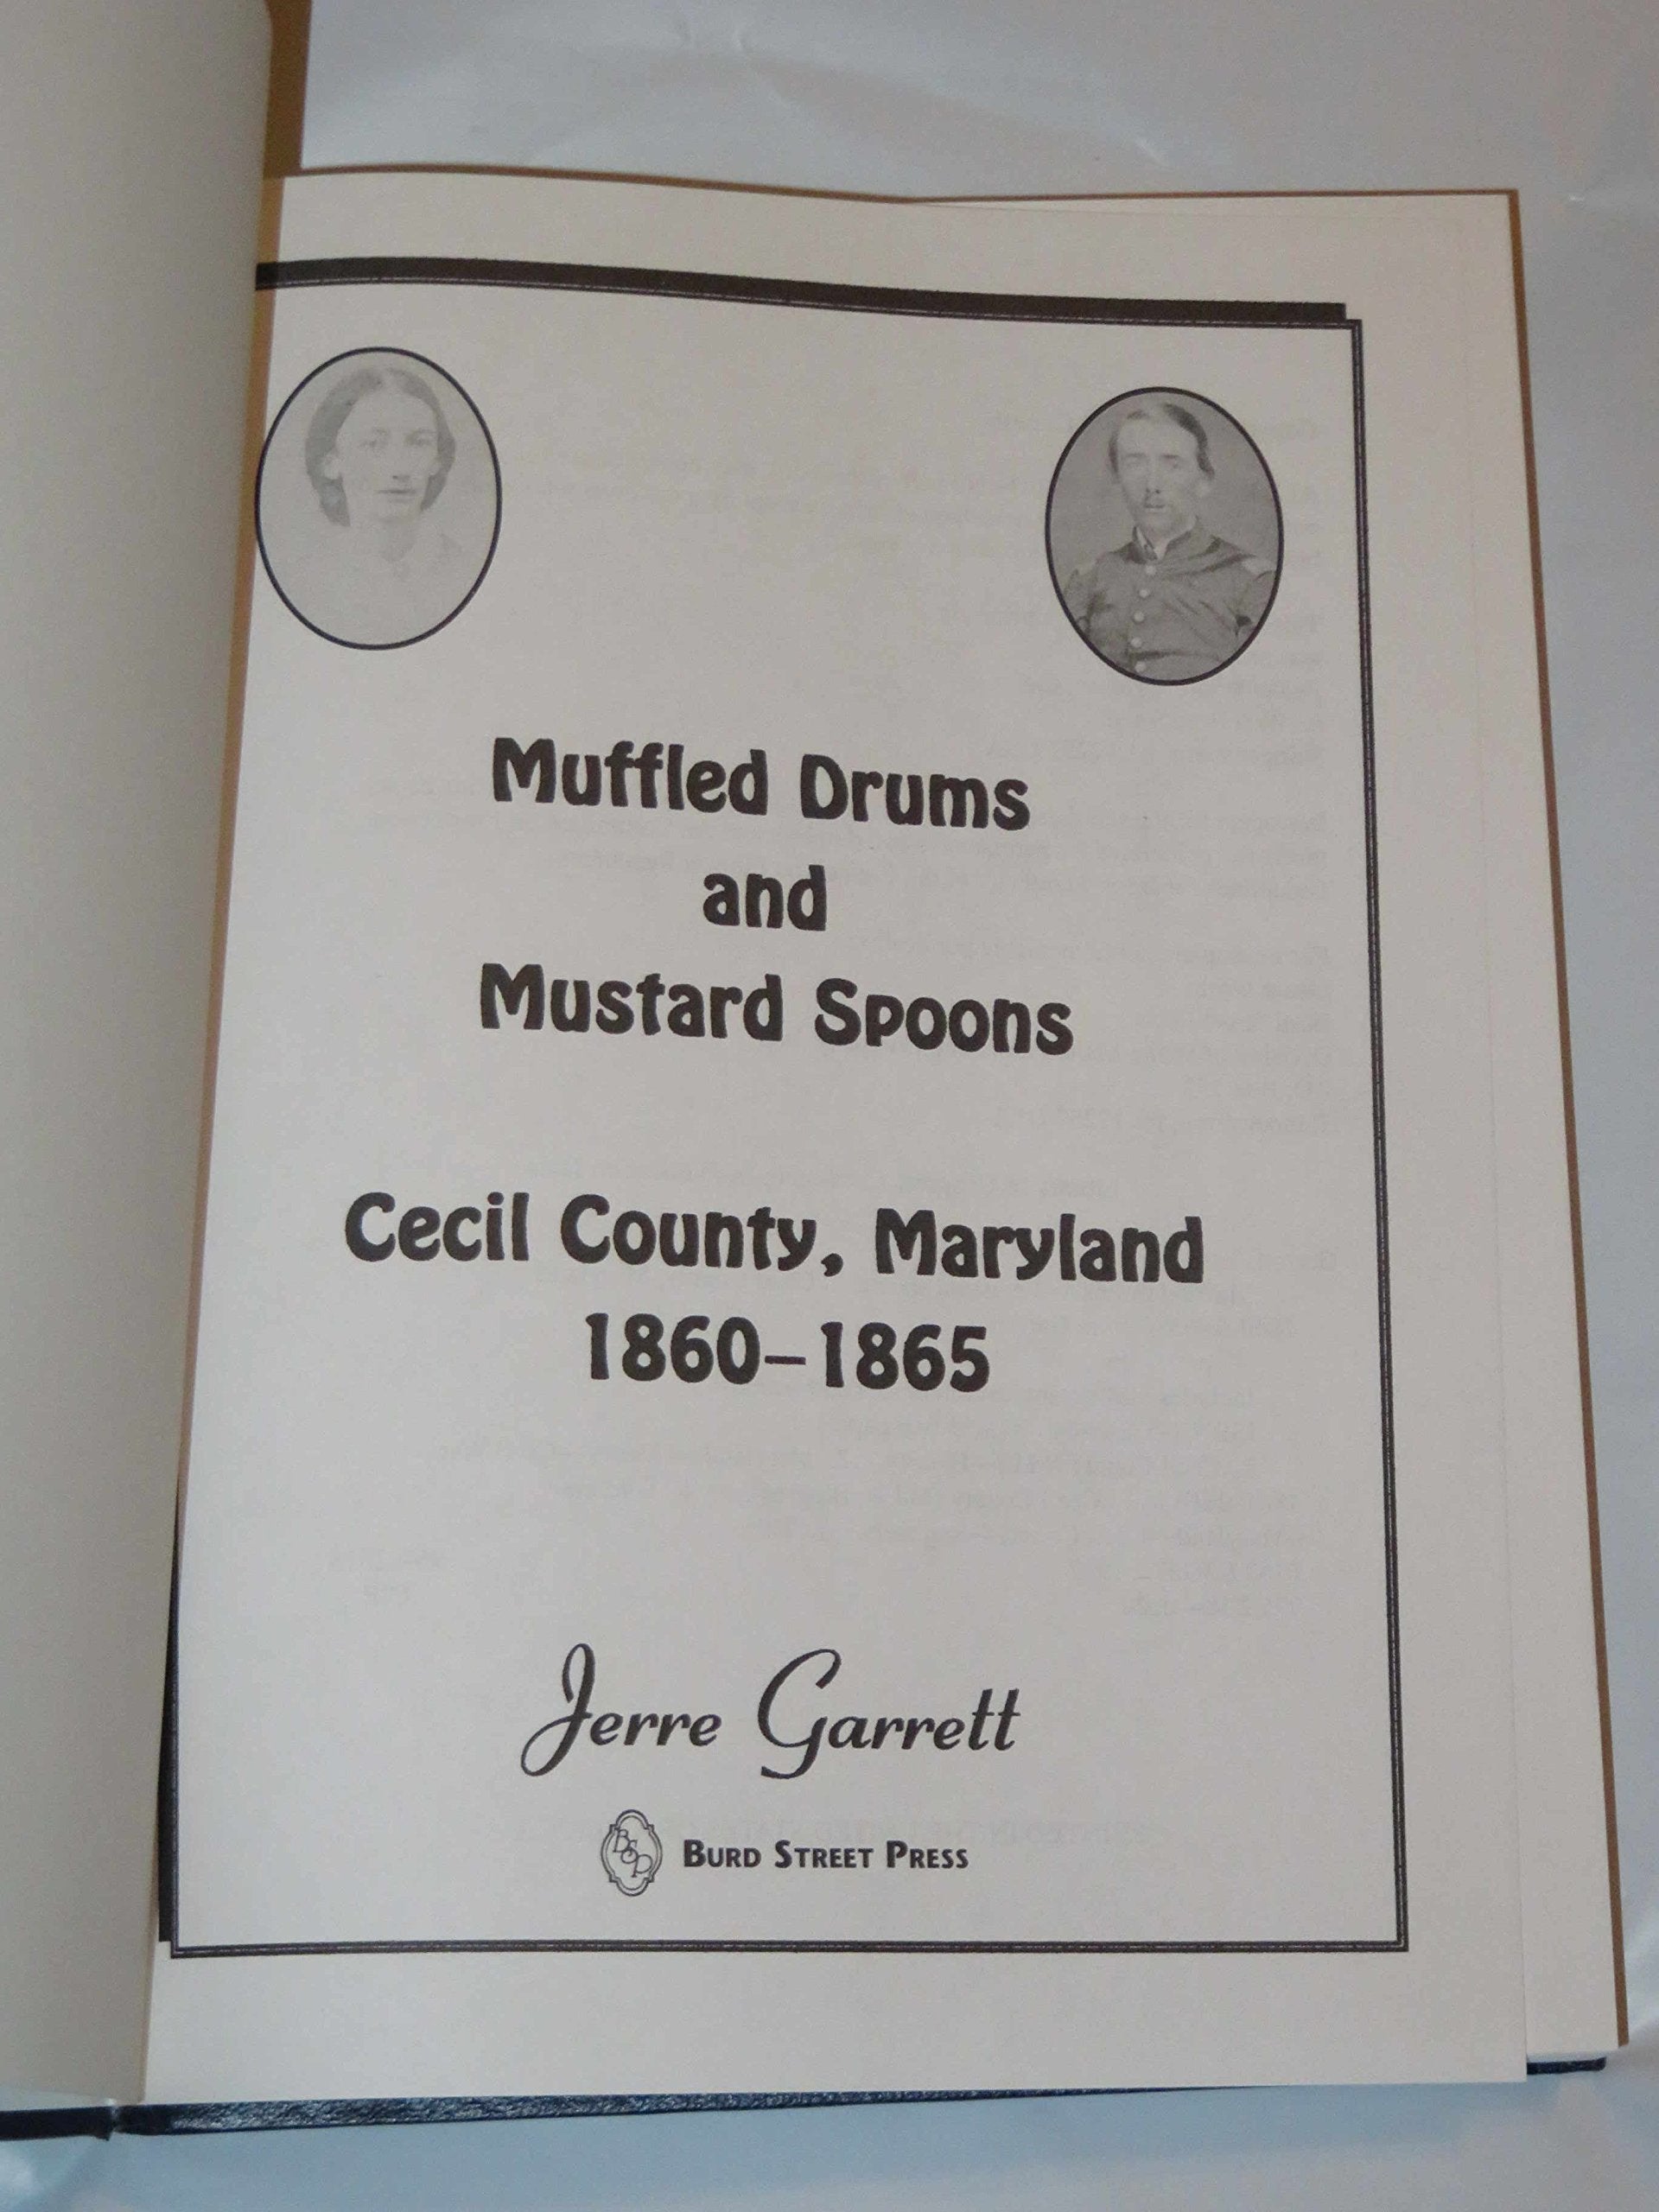 Muffled Drums
and
Mustard Spoons
Cecil County, Maryland
1860–1865
Jerre Garrett
BSP BURD STREET PRESS